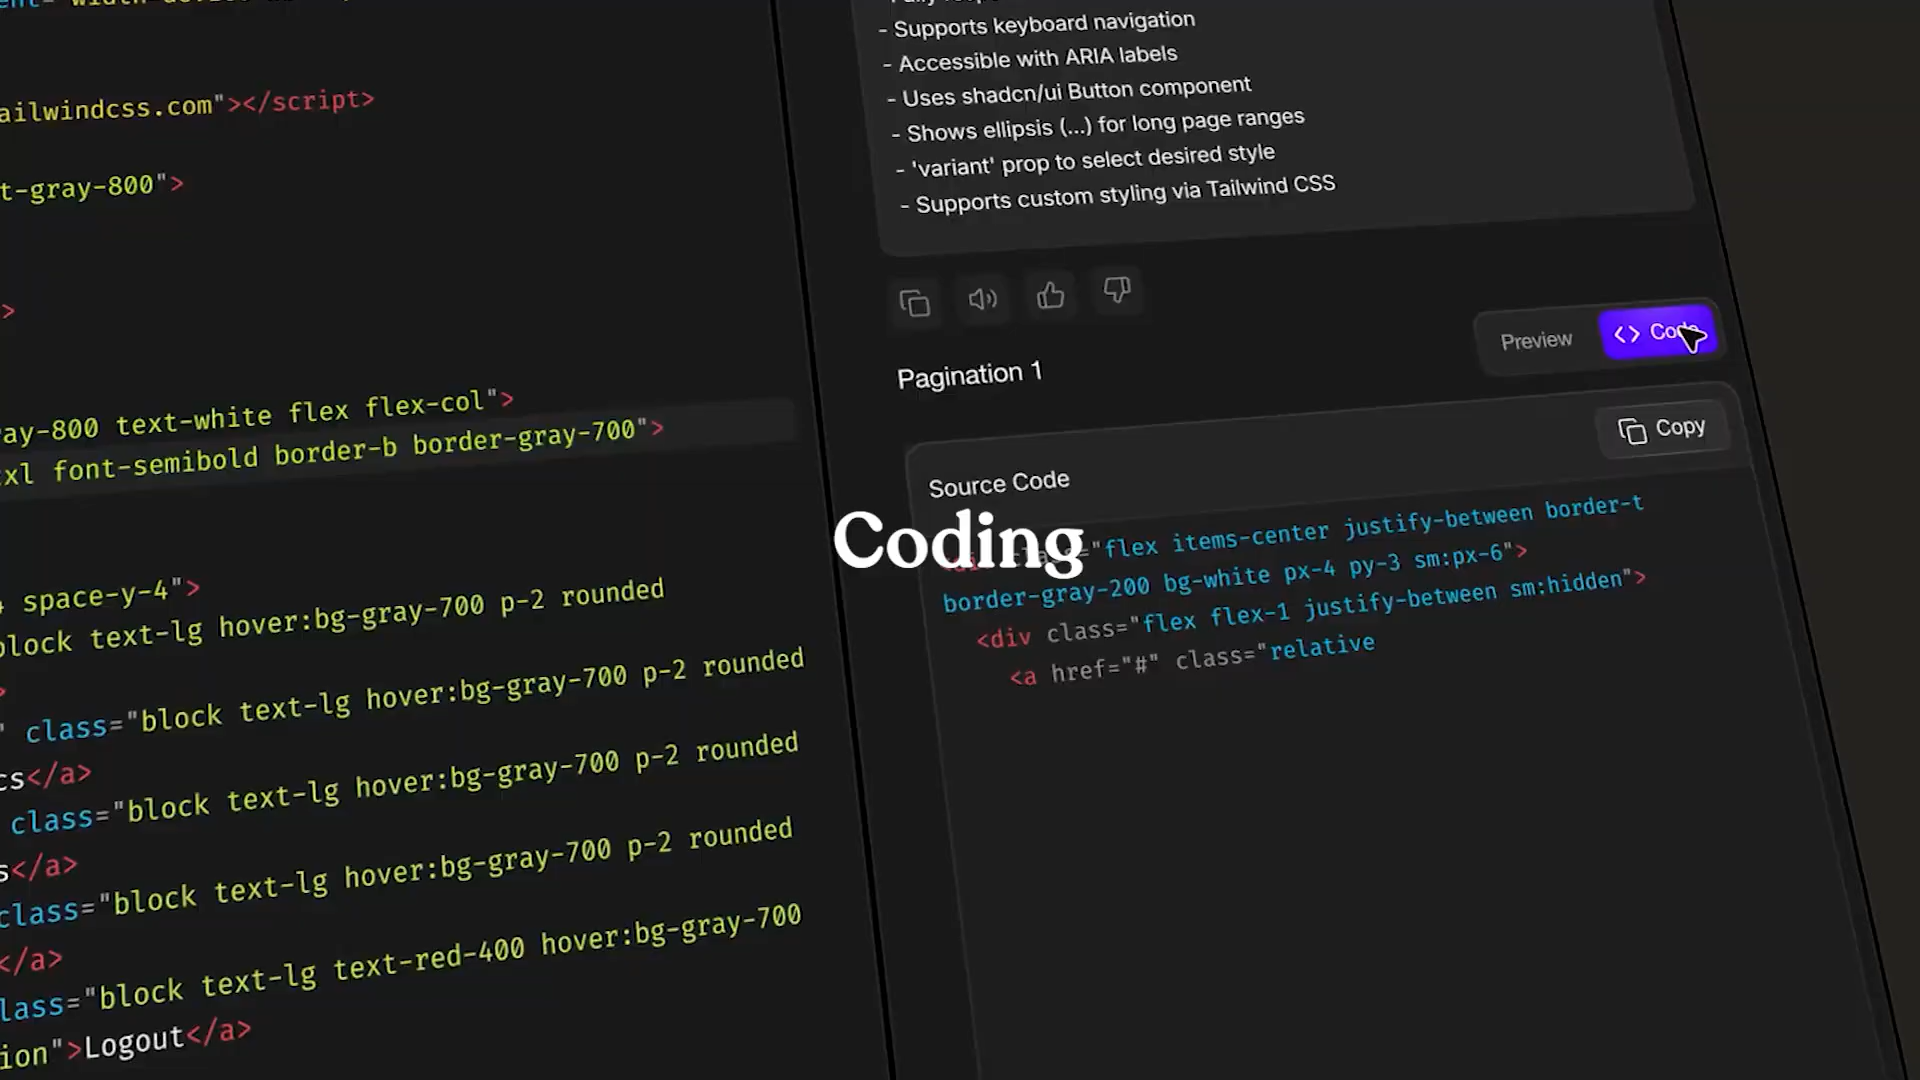 ailwindcss.com"></script>
t-gray-800">
>
ay-800 text-white flex flex-col">
xl font-semibold border-b border-gray-700">
space-y-4">
block text-lg hover:bg-gray-700 p-2 rounded
" class="block text-lg hover:bg-gray-700 p-2 rounded
cs</a>
class="block text-lg hover:bg-gray-700 p-2 rounded
s</a>
class="block text-lg hover:bg-gray-700 p-2 rounded
</a>
lass="block text-lg text-red-400 hover:bg-gray-700
ion">Logout</a>
- Supports keyboard navigation
- Accessible with ARIA labels
- Uses shadcn/ui Button component
- Shows ellipsis (...) for long page ranges
- 'variant' prop to select desired style
- Supports custom styling via Tailwind CSS
Preview
<> Code
Pagination 1
Copy
Source Code
Coding
"flex items-center justify-between border-t
border-gray-200 bg-white px-4 py-3 sm:px-6">
<div class="flex flex-1 justify-between sm:hidden">
<a href="#" class="relative